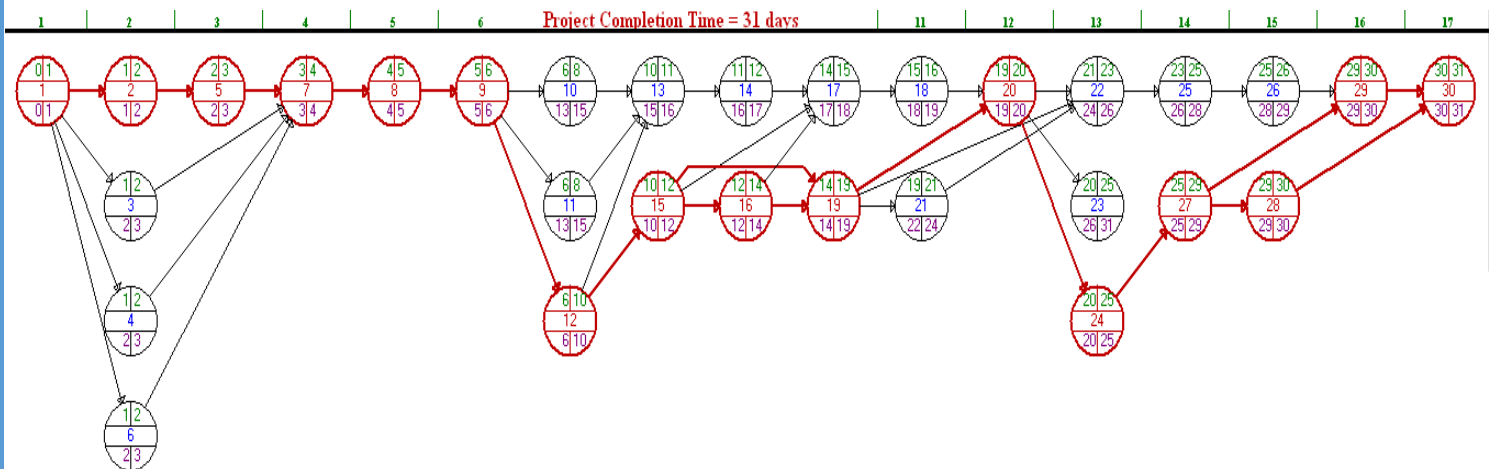 1 2 3 4 5 6 Project Completion Time = 31 days 11 12 13 14 15 16 17
0 1 1 2 2 3 3 4 4 5 5 6 6 8 10 11 11 12 14 15 15 16 19 20 21 23 23 25 25 26 29 30 30 31
1 2 5 7 8 9 10 13 14 17 18 20 22 25 26 29 30
0 1 1 2 2 3 3 4 4 5 5 6 13 15 15 16 16 17 17 18 18 19 19 20 24 26 26 28 28 29 29 30 30 31
1 2 6 8 10 12 12 14 14 19 19 21 20 25 25 29 29 30
3 11 15 16 19 21 23 27 28
2 3 13 15 10 12 12 14 14 19 22 24 26 31 25 29 29 30
1 2 6 10 20 25
4 12 24
2 3 6 10 20 25
1 2
6
2 3